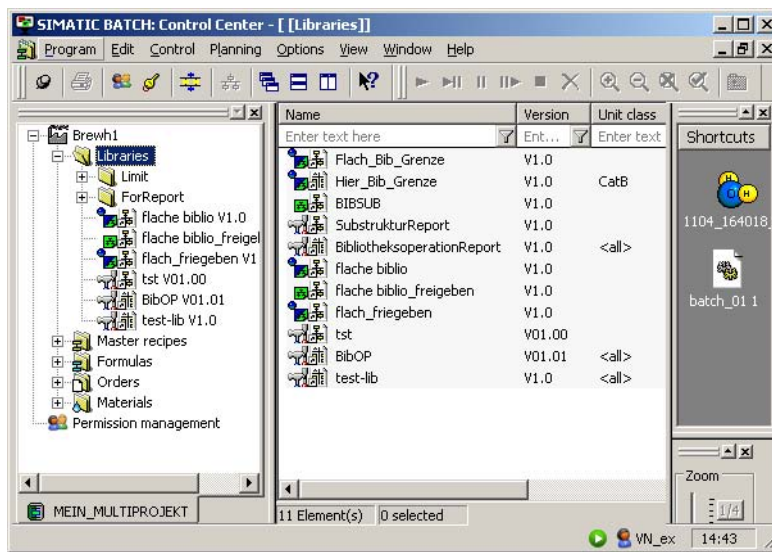 SIMATIC BATCH: Control Center - [ [Libraries]]
Program Edit Control Planning Options View Window Help
Brewh1
Libraries
Limit
ForReport
flache biblio V1.0
flache biblio_freigel
flach_friegeben V1
tst V01.00
BibOP V01.01
test-lib V1.0
Master recipes
Formulas
Orders
Materials
Permission management
MEIN_MULTIPROJEKT
Name Version Unit class
Enter text here Ent... Enter text
Flach_Bib_Grenze V1.0
Hier_Bib_Grenze V1.0 CatB
BIBSUB V1.0
SubstrukturReport V1.0
BibliotheksoperationReport V1.0 <all>
flache biblio V1.0
flache biblio_freigeben V1.0
flach_friegeben V1.0
tst V01.00
BibOP V01.01 <all>
test-lib V1.0 <all>
11 Element(s) 0 selected
Shortcuts
H
O
H
1104_164018_
batch_01 1
Zoom
1/4
VN_ex 14:43